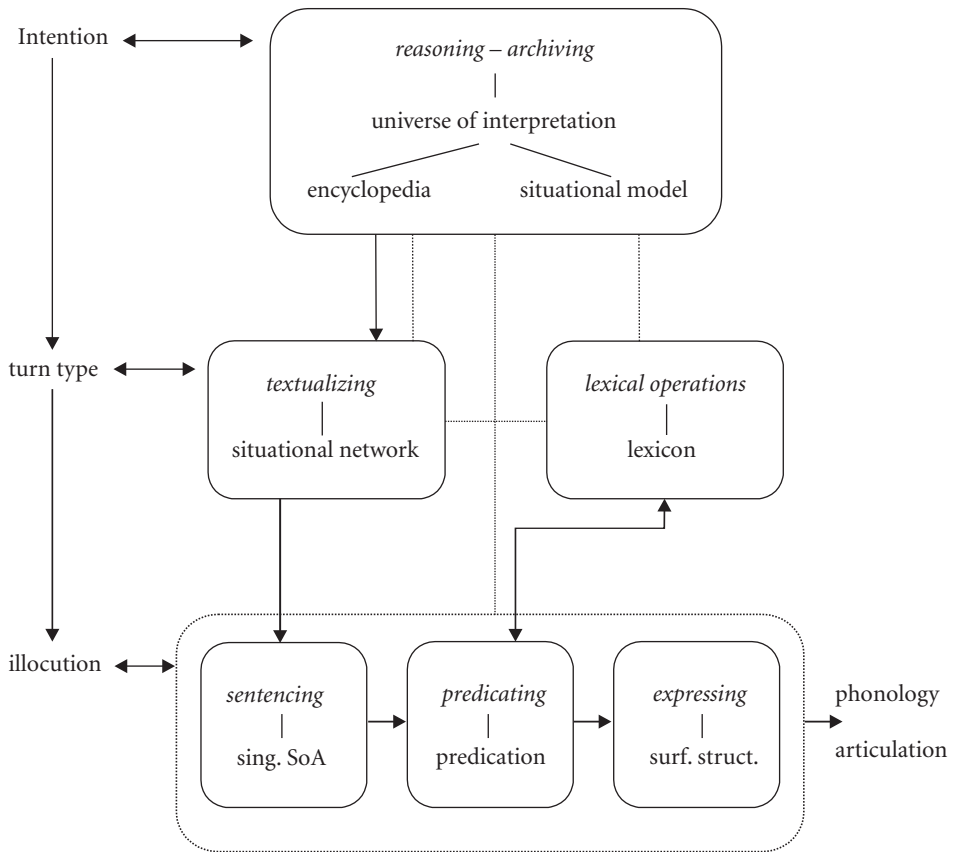 Intention
reasoning – archiving
universe of interpretation
encyclopedia
situational model
turn type
textualizing
situational network
lexical operations
lexicon
illocution
sentencing
sing. SoA
predicating
predication
expressing
surf. struct.
phonology
articulation